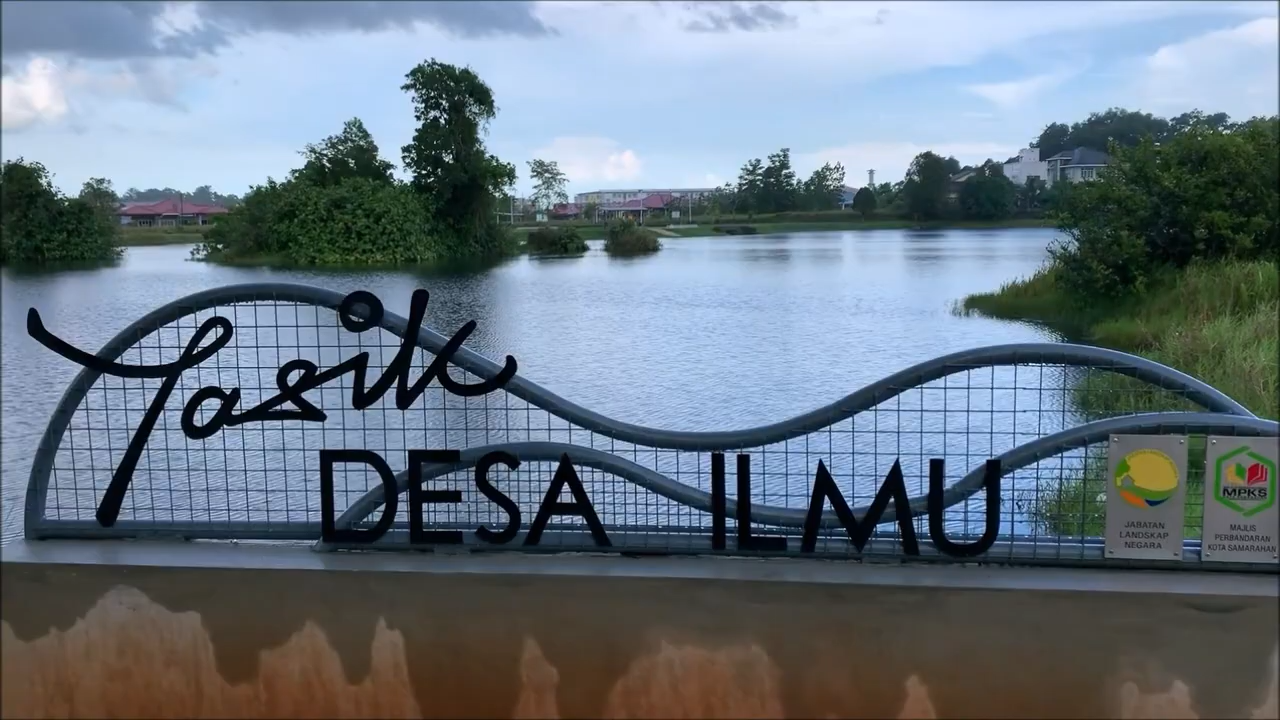 Tasik
DESA ILMU
JABATAN
LANDSKAP
NEGARA
MPKS
MAJLIS
PERBANDARAN
KOTA SAMARAHAN